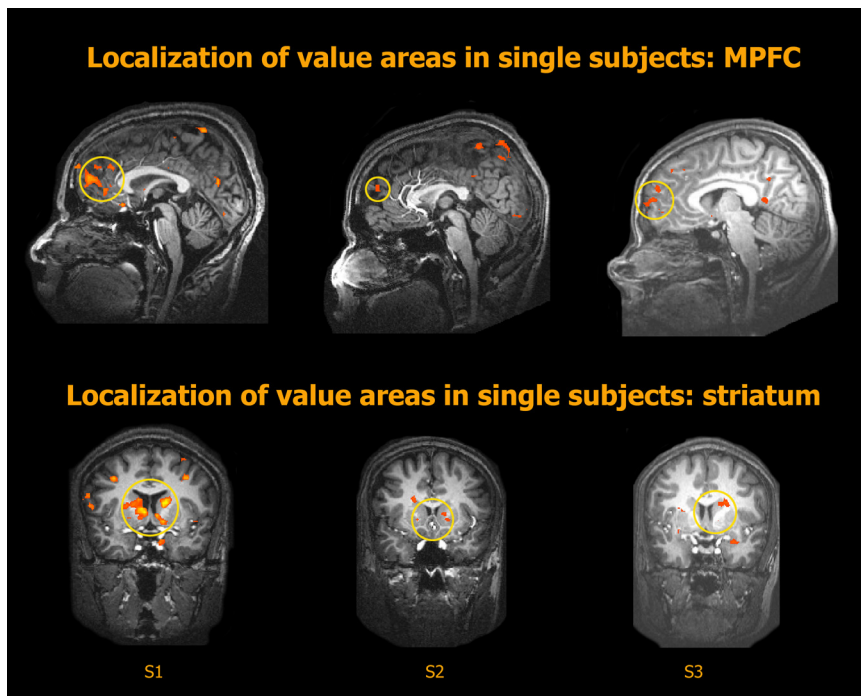 Localization of value areas in single subjects: MPFC
Localization of value areas in single subjects: striatum
S1 S2 S3